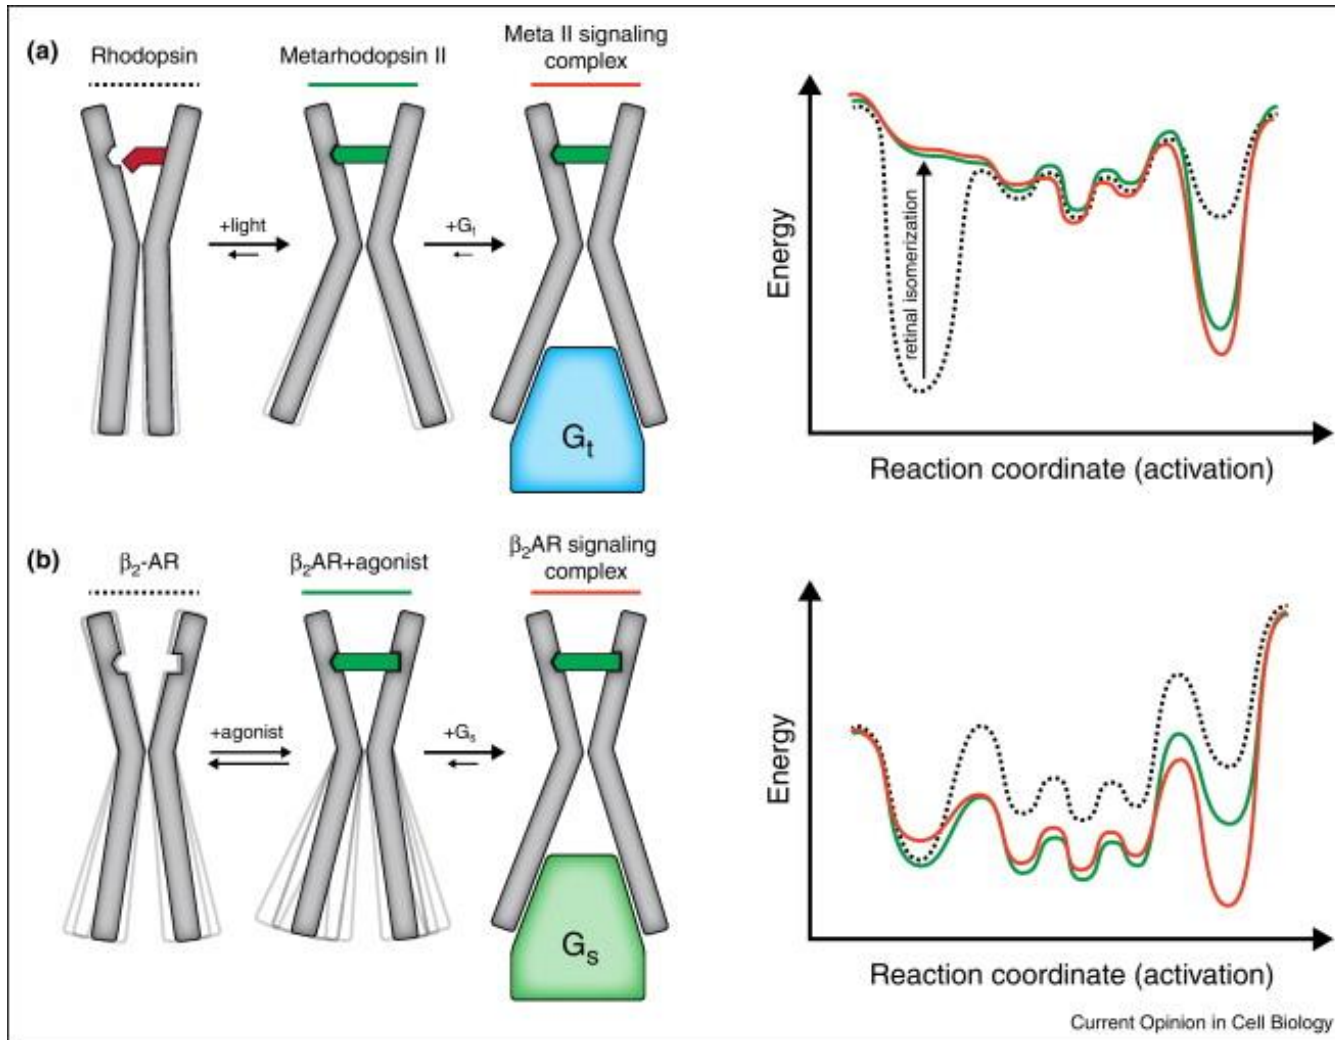 (a)
Rhodopsin
Metarhodopsin II
Meta II signaling
complex
+light
+Gₜ
Gₜ
Energy
retinal isomerization
Reaction coordinate (activation)
(b)
β₂-AR
β₂AR+agonist
β₂AR signaling
complex
+agonist
+Gₛ
Gₛ
Energy
Reaction coordinate (activation)
Current Opinion in Cell Biology